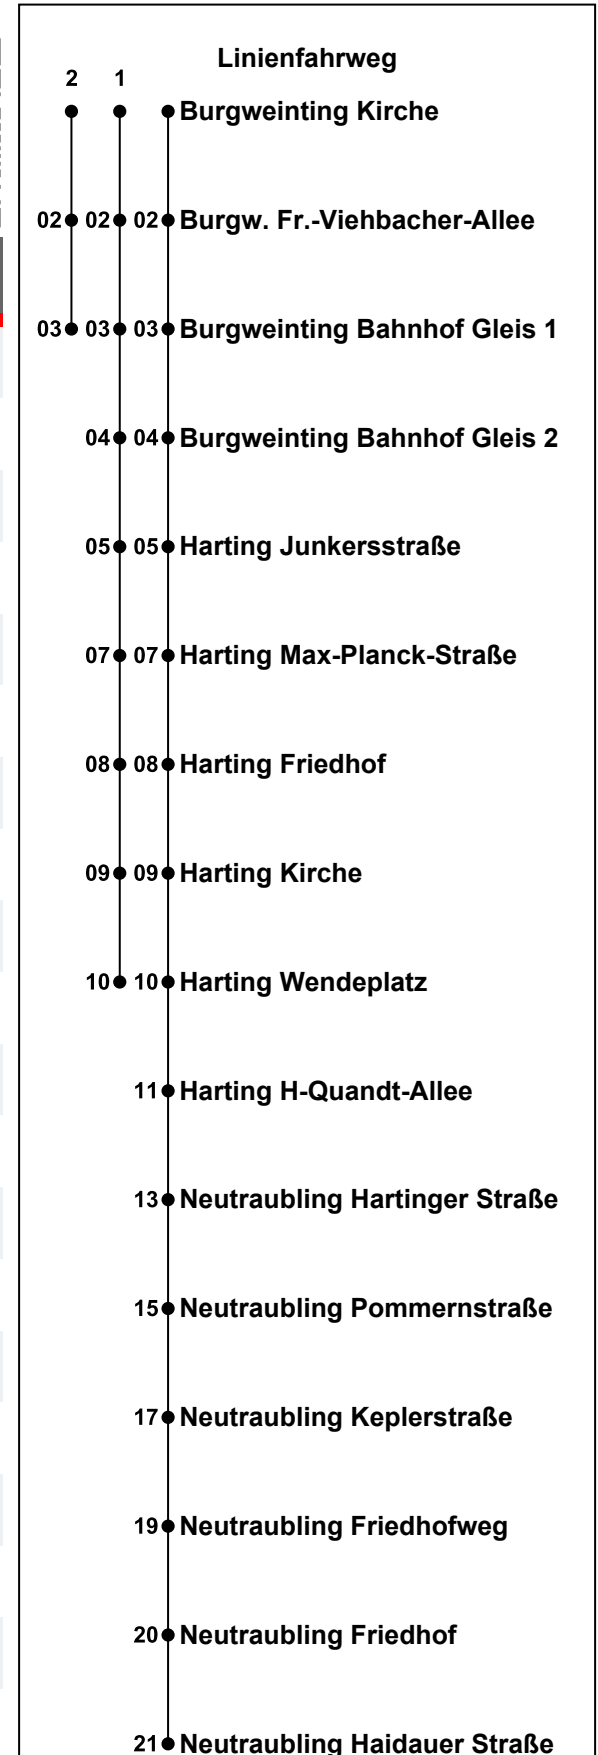 Linienfahrweg
2 1
Burgweinting Kirche
02 02 02 Burgw. Fr.-Viehbacher-Allee
03 03 03 Burgweinting Bahnhof Gleis 1
04 04 Burgweinting Bahnhof Gleis 2
05 05 Harting Junkersstraße
07 07 Harting Max-Planck-Straße
08 08 Harting Friedhof
09 09 Harting Kirche
10 10 Harting Wendeplatz
11 Harting H-Quandt-Allee
13 Neutraubling Hartinger Straße
15 Neutraubling Pommernstraße
17 Neutraubling Keplerstraße
19 Neutraubling Friedhofweg
20 Neutraubling Friedhof
21 Neutraubling Haidauer Straße